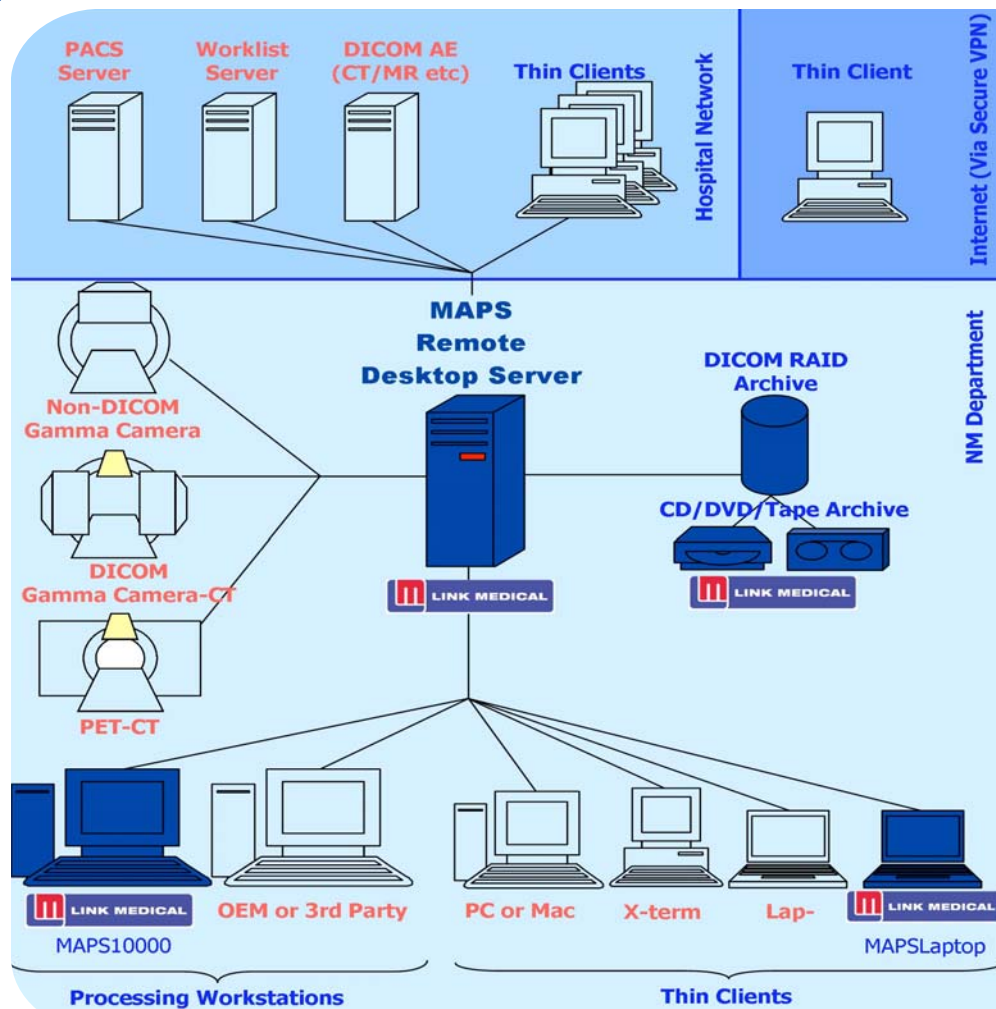 PACS
Server
Worklist
Server
DICOM AE
(CT/MR etc)
Thin Clients
Hospital Network
Thin Client
Internet (Via Secure VPN)
MAPS
Remote
Desktop Server
NM Department
DICOM RAID
Archive
Non-DICOM
Gamma Camera
CD/DVD/Tape Archive
DICOM
Gamma Camera-CT
m LINK MEDICAL
m LINK MEDICAL
PET-CT
m LINK MEDICAL
MAPS10000
OEM or 3rd Party
PC or Mac
X-term
Lap-
m LINK MEDICAL
MAPSLaptop
Processing Workstations
Thin Clients